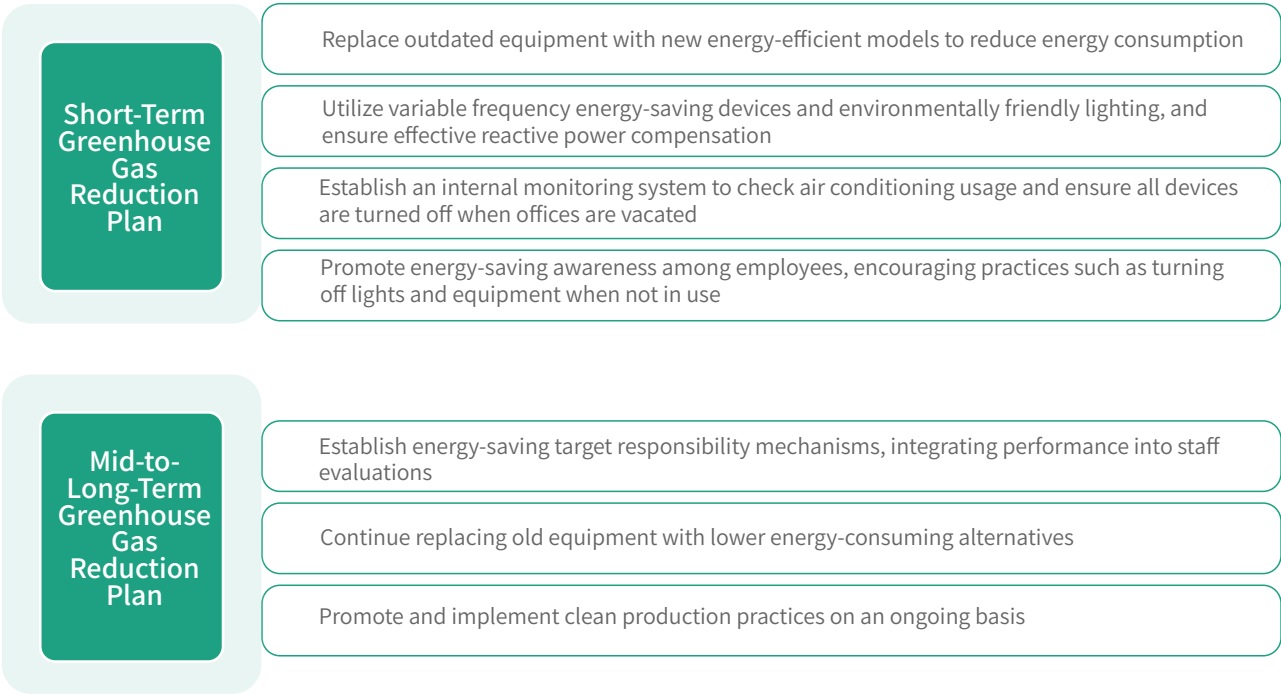 Short-Term
Greenhouse
Gas
Reduction
Plan
Replace outdated equipment with new energy-efficient models to reduce energy consumption
Utilize variable frequency energy-saving devices and environmentally friendly lighting, and
ensure effective reactive power compensation
Establish an internal monitoring system to check air conditioning usage and ensure all devices
are turned off when offices are vacated
Promote energy-saving awareness among employees, encouraging practices such as turning
off lights and equipment when not in use
Mid-to-
Long-Term
Greenhouse
Gas
Reduction
Plan
Establish energy-saving target responsibility mechanisms, integrating performance into staff
evaluations
Continue replacing old equipment with lower energy-consuming alternatives
Promote and implement clean production practices on an ongoing basis